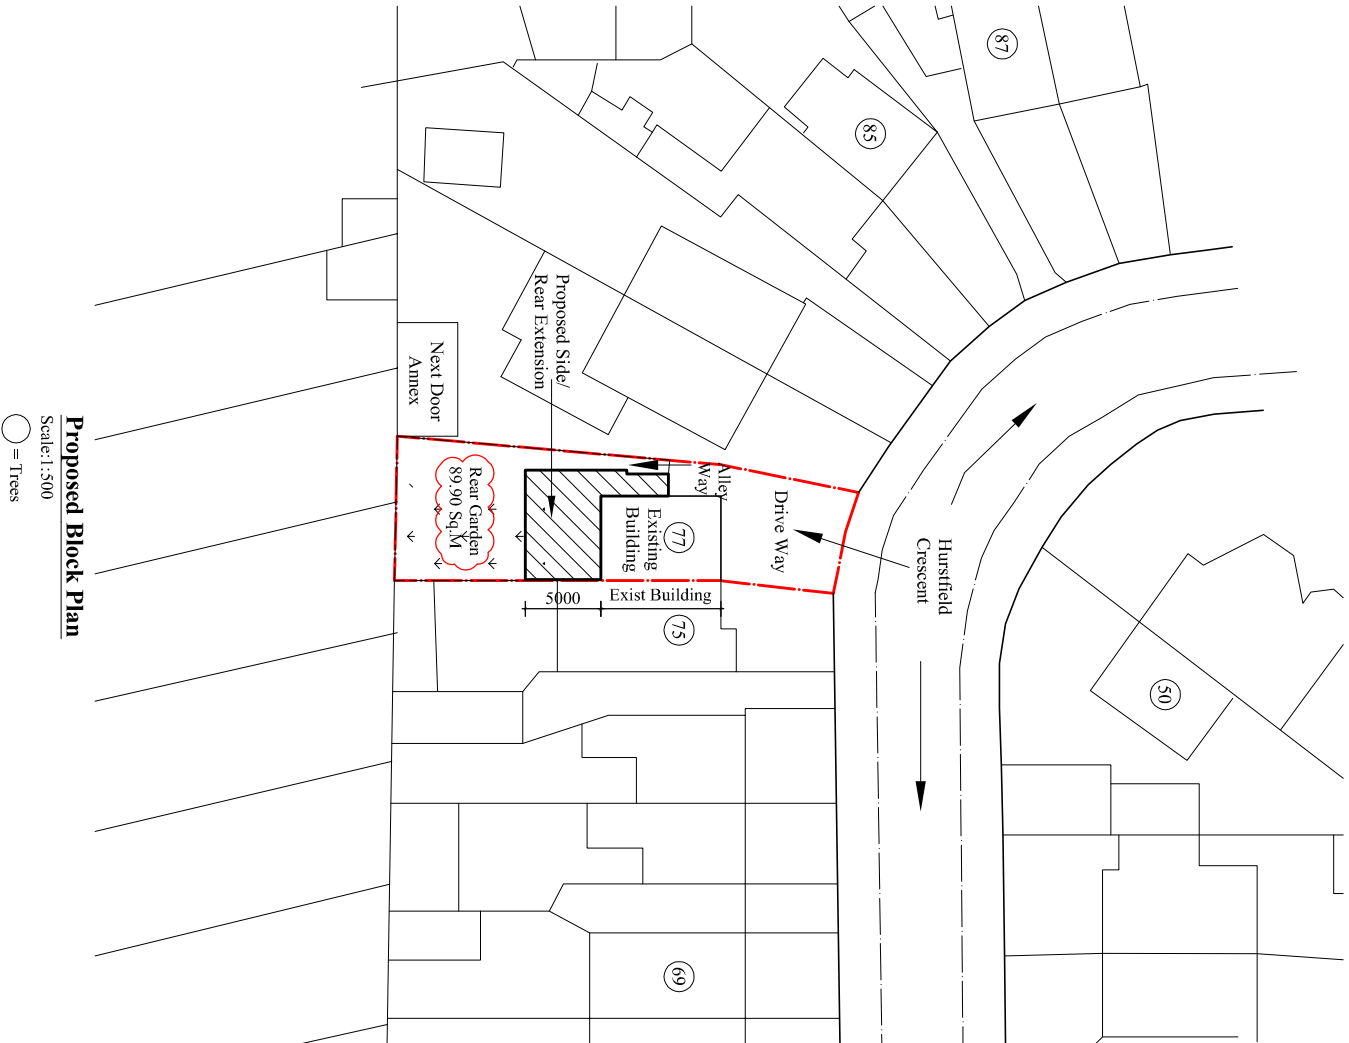 87
85
Proposed Side/
Rear Extension
Next Door
Annex
Alley
Way
Drive Way
Rear Garden
89.90 Sq.M
77
Existing
Building
Hurstfield
Crescent
5000
Exist Building
75
50
69
Proposed Block Plan
Scale:1:500
= Trees